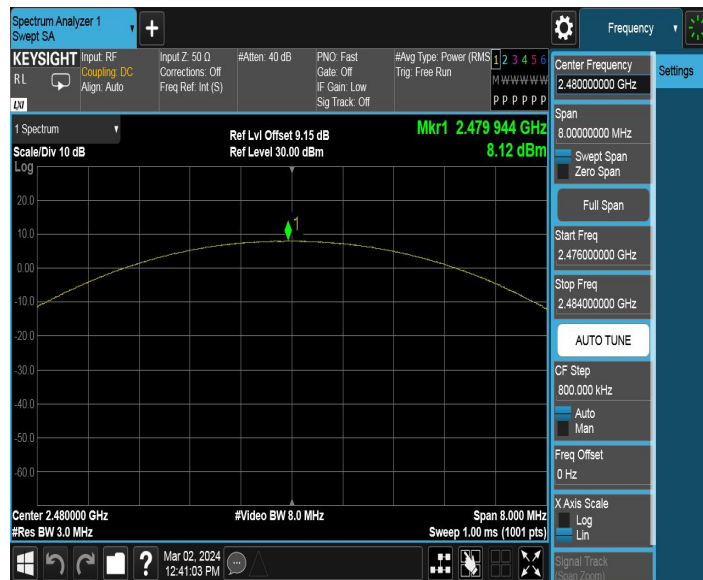 Spectrum Analyzer 1
Swept SA
+
Frequency
KEYSIGHT
RL
LXI
Input: RF
Coupling: DC
Align: Auto
Input Z: 50 Ω
Corrections: Off
Freq Ref: Int (S)
#Atten: 40 dB
PNO: Fast
Gate: Off
IF Gain: Low
Sig Track: Off
#Avg Type: Power (RMS
Trig: Free Run
1 2 3 4 5 6
M W W W W W
P P P P P P
Center Frequency
2.480000000 GHz
Settings
Span
8.00000000 MHz
Swept Span
Zero Span
Full Span
Start Freq
2.476000000 GHz
Stop Freq
2.484000000 GHz
AUTO TUNE
CF Step
800.000 kHz
Auto
Man
Freq Offset
0 Hz
X Axis Scale
Log
Lin
Signal Track
(Span Zoom)
1 Spectrum
Scale/Div 10 dB
Ref Lvl Offset 9.15 dB
Ref Level 30.00 dBm
Mkr1 2.479 944 GHz
8.12 dBm
Log
20.0
10.0
0.00
-10.0
-20.0
-30.0
-40.0
-50.0
-60.0
1
Center 2.480000 GHz
#Res BW 3.0 MHz
#Video BW 8.0 MHz
Span 8.000 MHz
Sweep 1.00 ms (1001 pts)
?
Mar 02, 2024
12:41:03 PM